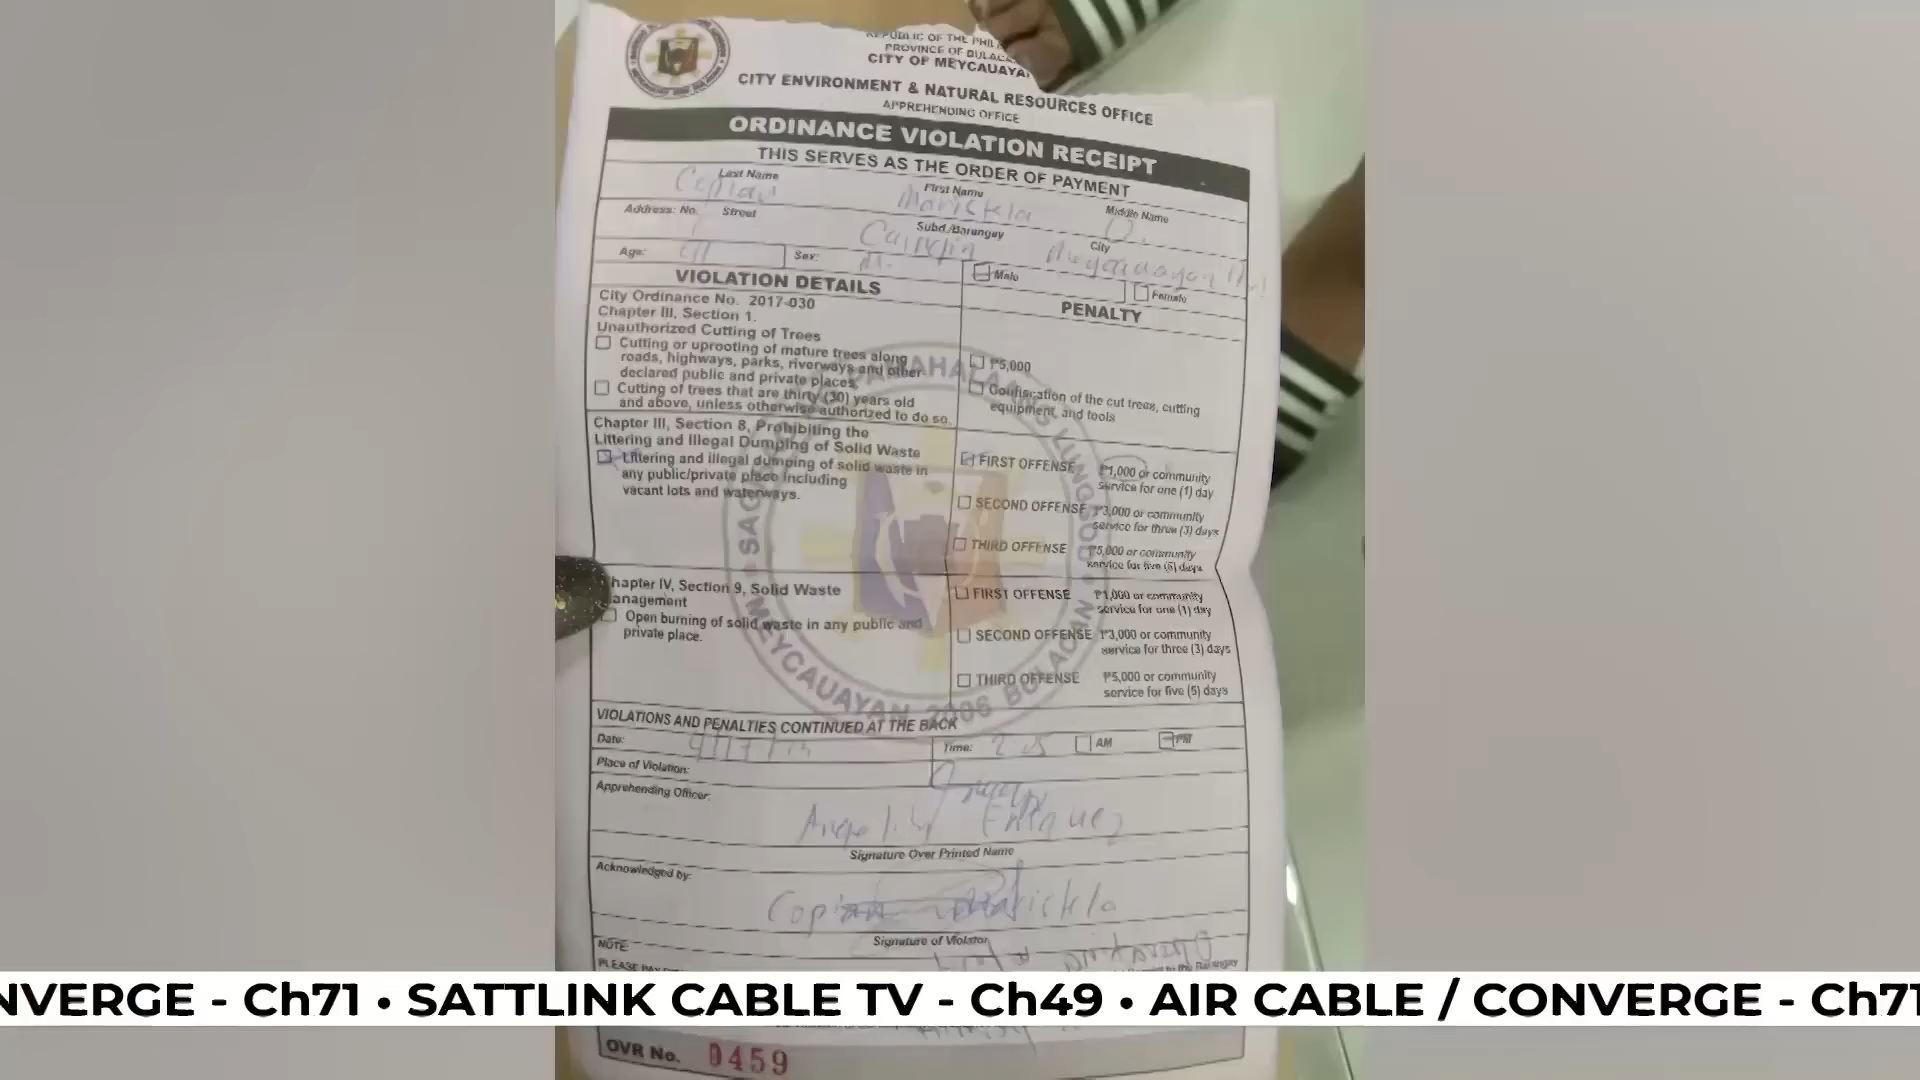 REPUBLIC OF THE PHIL
PROVINCE OF BULACA
CITY OF MEYCAUAYA
CITY ENVIRONMENT & NATURAL RESOURCES OFFICE
APPREHENDING OFFICE
ORDINANCE VIOLATION RECEIPT
THIS SERVES AS THE ORDER OF PAYMENT
Last Name First Name Middle Name
Marickla
Address: No. Street Subd./Barangay City
Age: Sex: Male Female
VIOLATION DETAILS
PENALTY
City Ordinance No. 2017-030
Chapter III, Section 1.
Unauthorized Cutting of Trees
Cutting or uprooting of mature trees along
roads, highways, parks, riverways and other
declared public and private places.
Cutting of trees that are thirty (30) years old
and above, unless otherwise authorized to do so.
₱5,000
Confiscation of the cut trees, cutting
equipment, and tools
Chapter III, Section 8, Prohibiting the
Littering and Illegal Dumping of Solid Waste
Littering and illegal dumping of solid waste in
any public/private place including
vacant lots and waterways.
FIRST OFFENSE ₱1,000 or community
service for one (1) day
SECOND OFFENSE ₱3,000 or community
service for three (3) days
THIRD OFFENSE ₱5,000 or community
service for five (5) days
hapter IV, Section 9, Solid Waste
anagement
Open burning of solid waste in any public and
private place.
FIRST OFFENSE ₱1,000 or community
service for one (1) day
SECOND OFFENSE ₱3,000 or community
service for three (3) days
THIRD OFFENSE ₱5,000 or community
service for five (5) days
VIOLATIONS AND PENALTIES CONTINUED AT THE BACK
Date: Time: AM PM
Place of Violation:
Apprehending Officer:
Enriquez
Signature Over Printed Name
Acknowledged by:
Signature of Violator
NOTE:
NVERGE - Ch71 • SATTLINK CABLE TV - Ch49 • AIR CABLE / CONVERGE - Ch71
OVR No. 0459